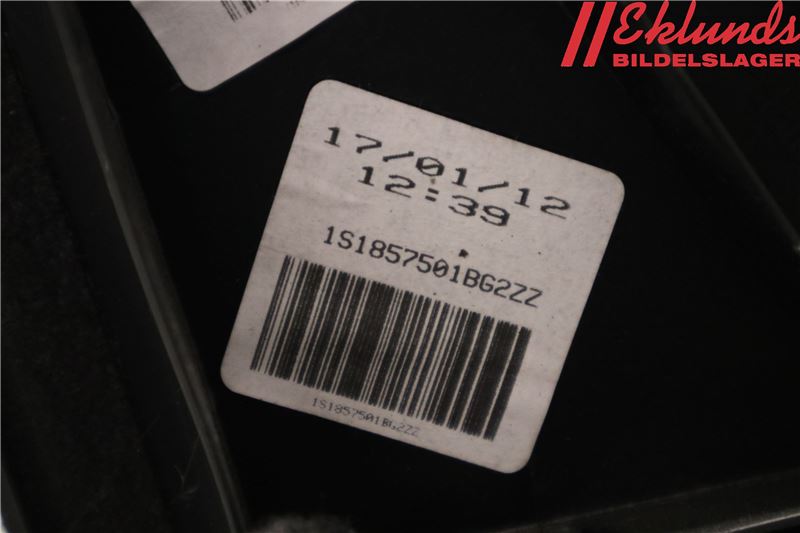 Eklunds
BILDELSLAGER
17/01/12
12:39
1S1857501BG2ZZ
1S1857501BG2ZZ